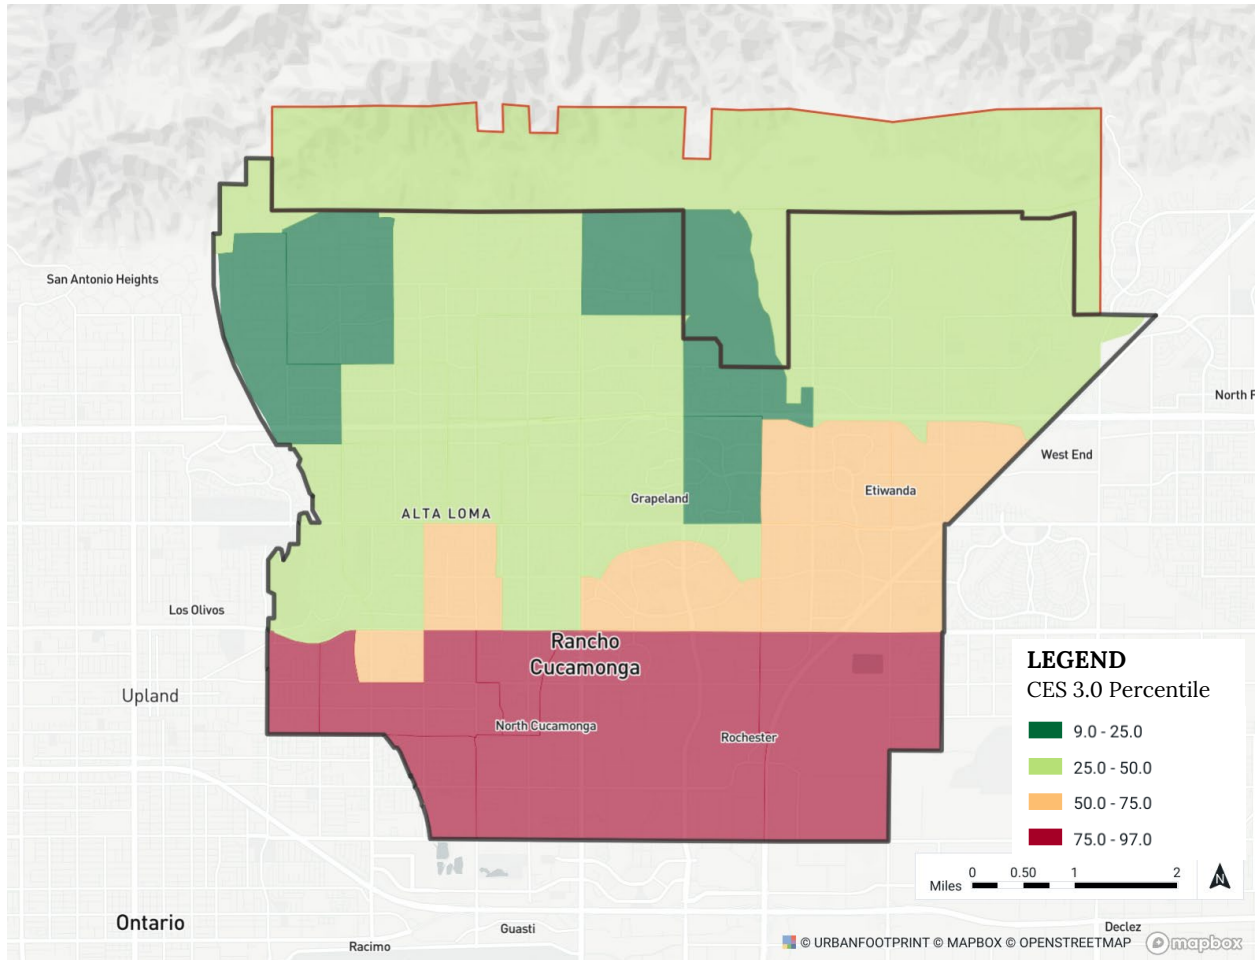 San Antonio Heights
North F
West End
Etiwanda
Grapeland
ALTA LOMA
Los Olivos
Rancho
Cucamonga
Upland
North Cucamonga
Rochester
LEGEND
CES 3.0 Percentile
9.0 - 25.0
25.0 - 50.0
50.0 - 75.0
75.0 - 97.0
0 0.50 1 2
Miles
N
Ontario
Guasti
Racimo
Declez
© URBANFOOTPRINT © MAPBOX © OPENSTREETMAP
mapbox